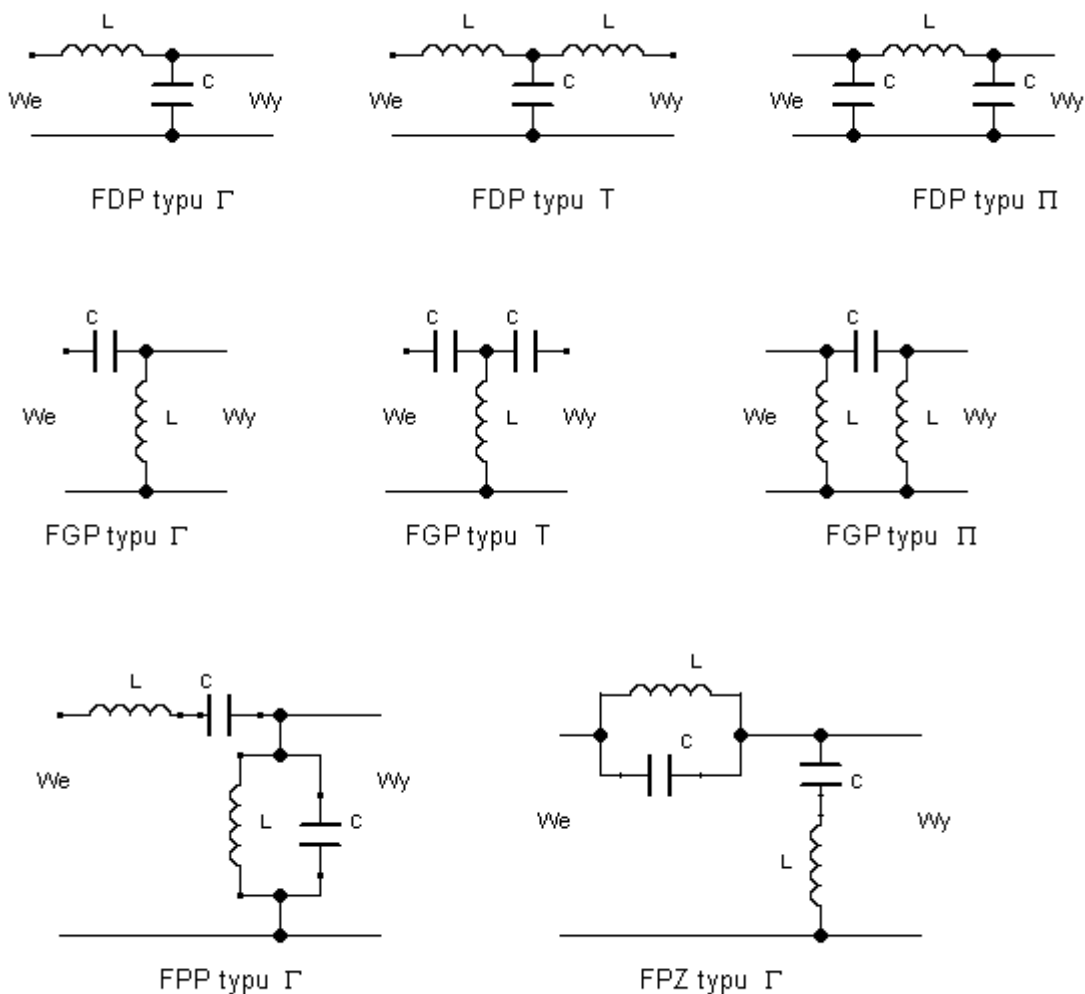 L
L
L
L
C
C
C
C
We
Wy
We
Wy
We
Wy
FDP typu Γ
FDP typu T
FDP typu Π
C
C
C
C
We
L
Wy
We
L
Wy
We
L
L
Wy
FGP typu Γ
FGP typu T
FGP typu Π
L
L
C
C
We
Wy
C
L
C
We
Wy
L
FPP typu Γ
FPZ typu Γ